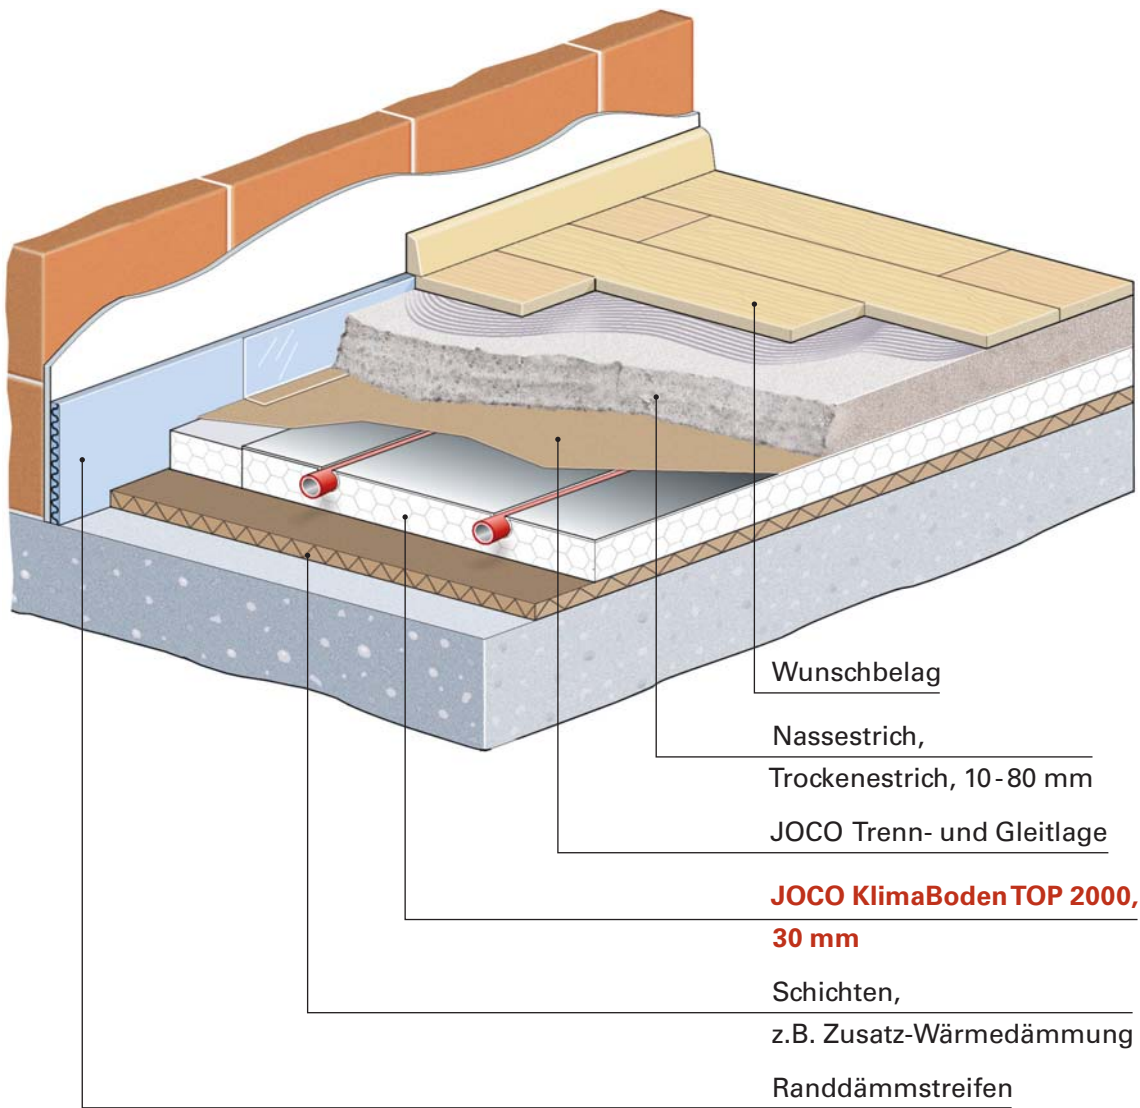 Wunschbelag
Nassestrich,
Trockenestrich, 10-80 mm
JOCO Trenn- und Gleitlage
JOCO KlimaBoden TOP 2000,
30 mm
Schichten,
z.B. Zusatz-Wärmedämmung
Randdämmstreifen